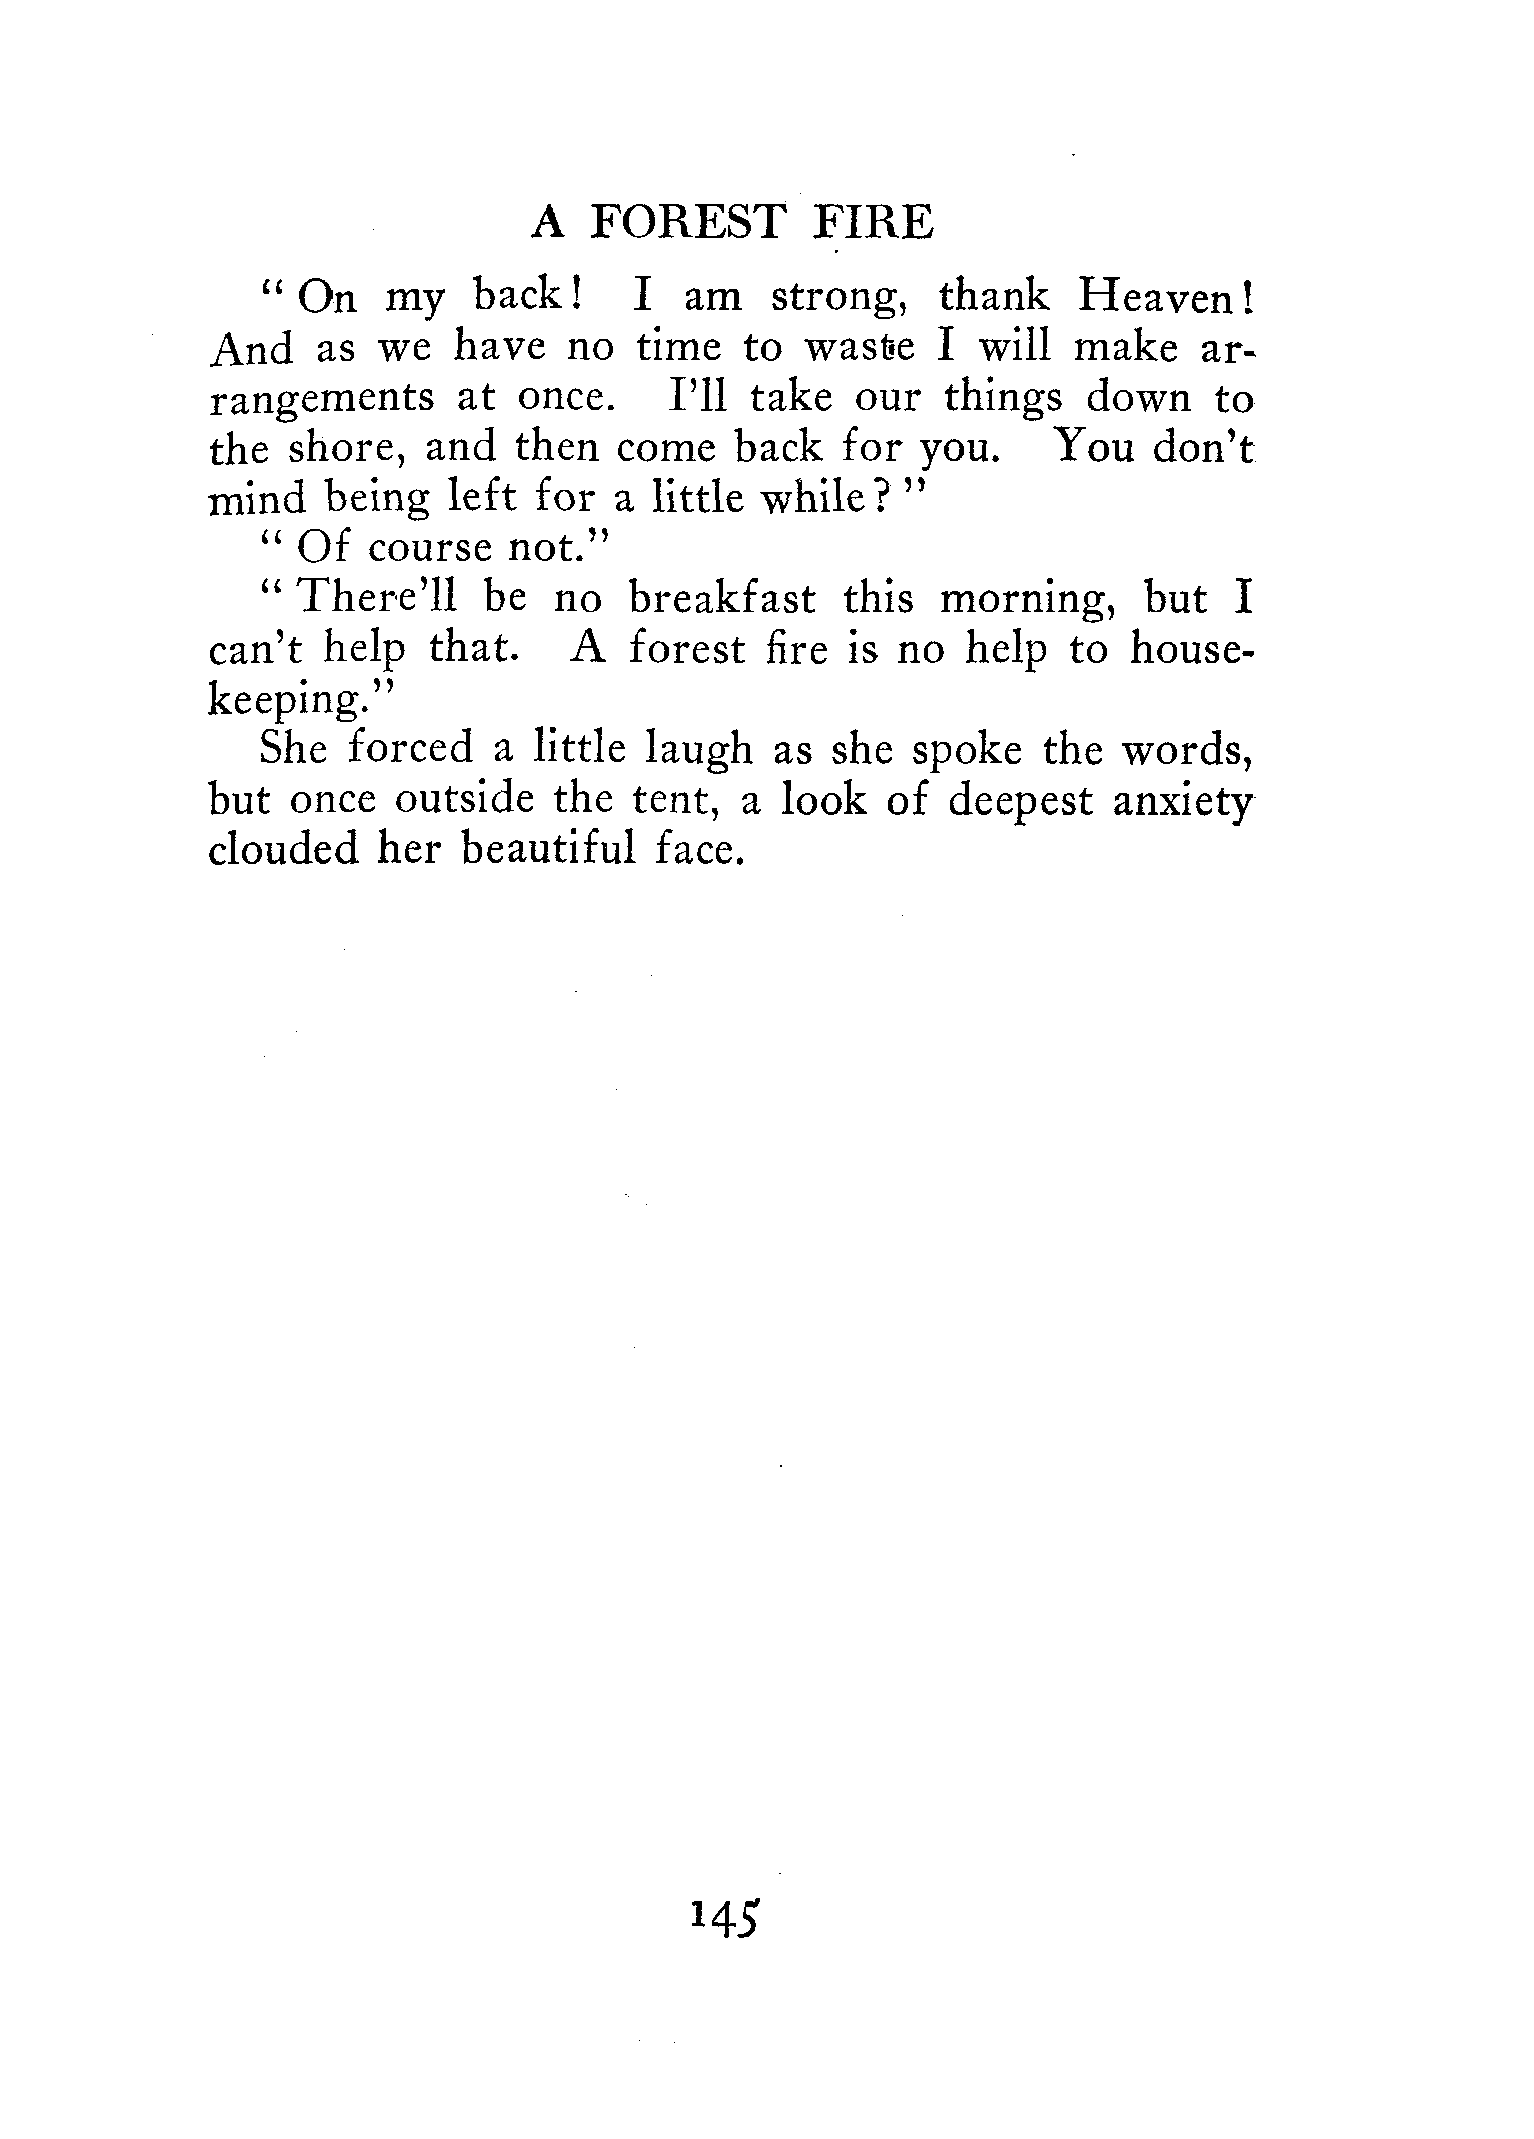 A FOREST FIRE
" On my back! I am strong, thank Heaven!
And as we have no time to waste I will make ar-
rangements at once. I'll take our things down to
the shore, and then come back for you. You don't
mind being left for a little while? "
" Of course not."
" There'll be no breakfast this morning, but I
can't help that. A forest fire is no help to house-
keeping."
She forced a little laugh as she spoke the words,
but once outside the tent, a look of deepest anxiety
clouded her beautiful face.
145